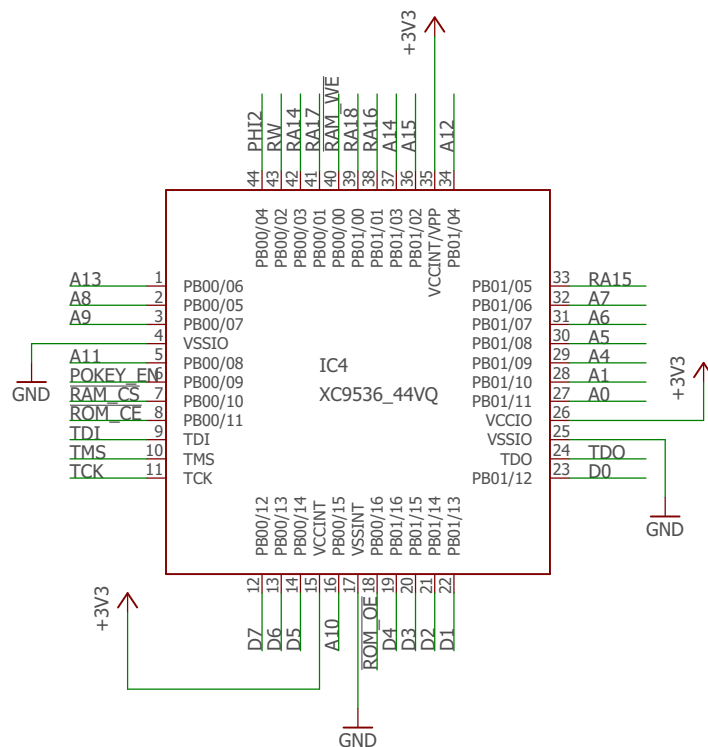 +3V3
PHI2
RW
RA14
RA17
RAM_WE
RA18
RA16
A14
A15
A12
44
43
42
41
40
39
38
37
36
35
34
PB00/04
PB00/02
PB00/03
PB00/01
PB00/00
PB01/00
PB01/01
PB01/03
PB01/02
VCCINT/VPP
PB01/04
A13 1 PB00/06
A8 2 PB00/05
A9 3 PB00/07
4 VSSIO
A11 5 PB00/08
POKEY_EN 6 PB00/09
RAM_CS 7 PB00/10
ROM_CE 8 PB00/11
TDI 9 TDI
TMS 10 TMS
TCK 11 TCK
GND
IC4
XC9536_44VQ
PB01/05 33 RA15
PB01/06 32 A7
PB01/07 31 A6
PB01/08 30 A5
PB01/09 29 A4
PB01/10 28 A1
PB01/11 27 A0
VCCIO 26
VSSIO 25
TDO 24 TDO
PB01/12 23 D0
+3V3
GND
PB00/12
PB00/13
PB00/14
VCCINT
PB00/15
VSSINT
PB00/16
PB01/16
PB01/15
PB01/14
PB01/13
12
13
14
15
16
17
18
19
20
21
22
D7
D6
D5
A10
ROM_OE
D4
D3
D2
D1
+3V3
GND